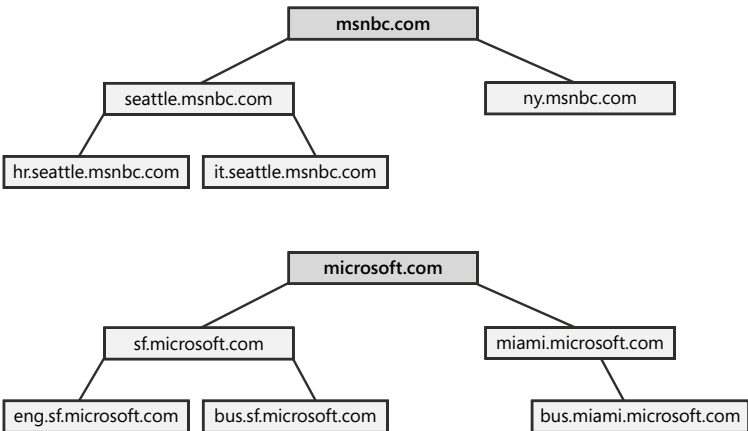 msnbc.com
seattle.msnbc.com
ny.msnbc.com
hr.seattle.msnbc.com
it.seattle.msnbc.com
microsoft.com
sf.microsoft.com
miami.microsoft.com
eng.sf.microsoft.com
bus.sf.microsoft.com
bus.miami.microsoft.com